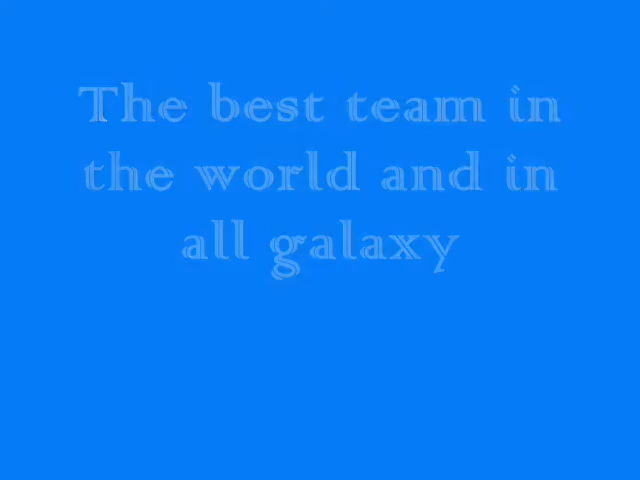 The best team in
the world and in
all galaxy